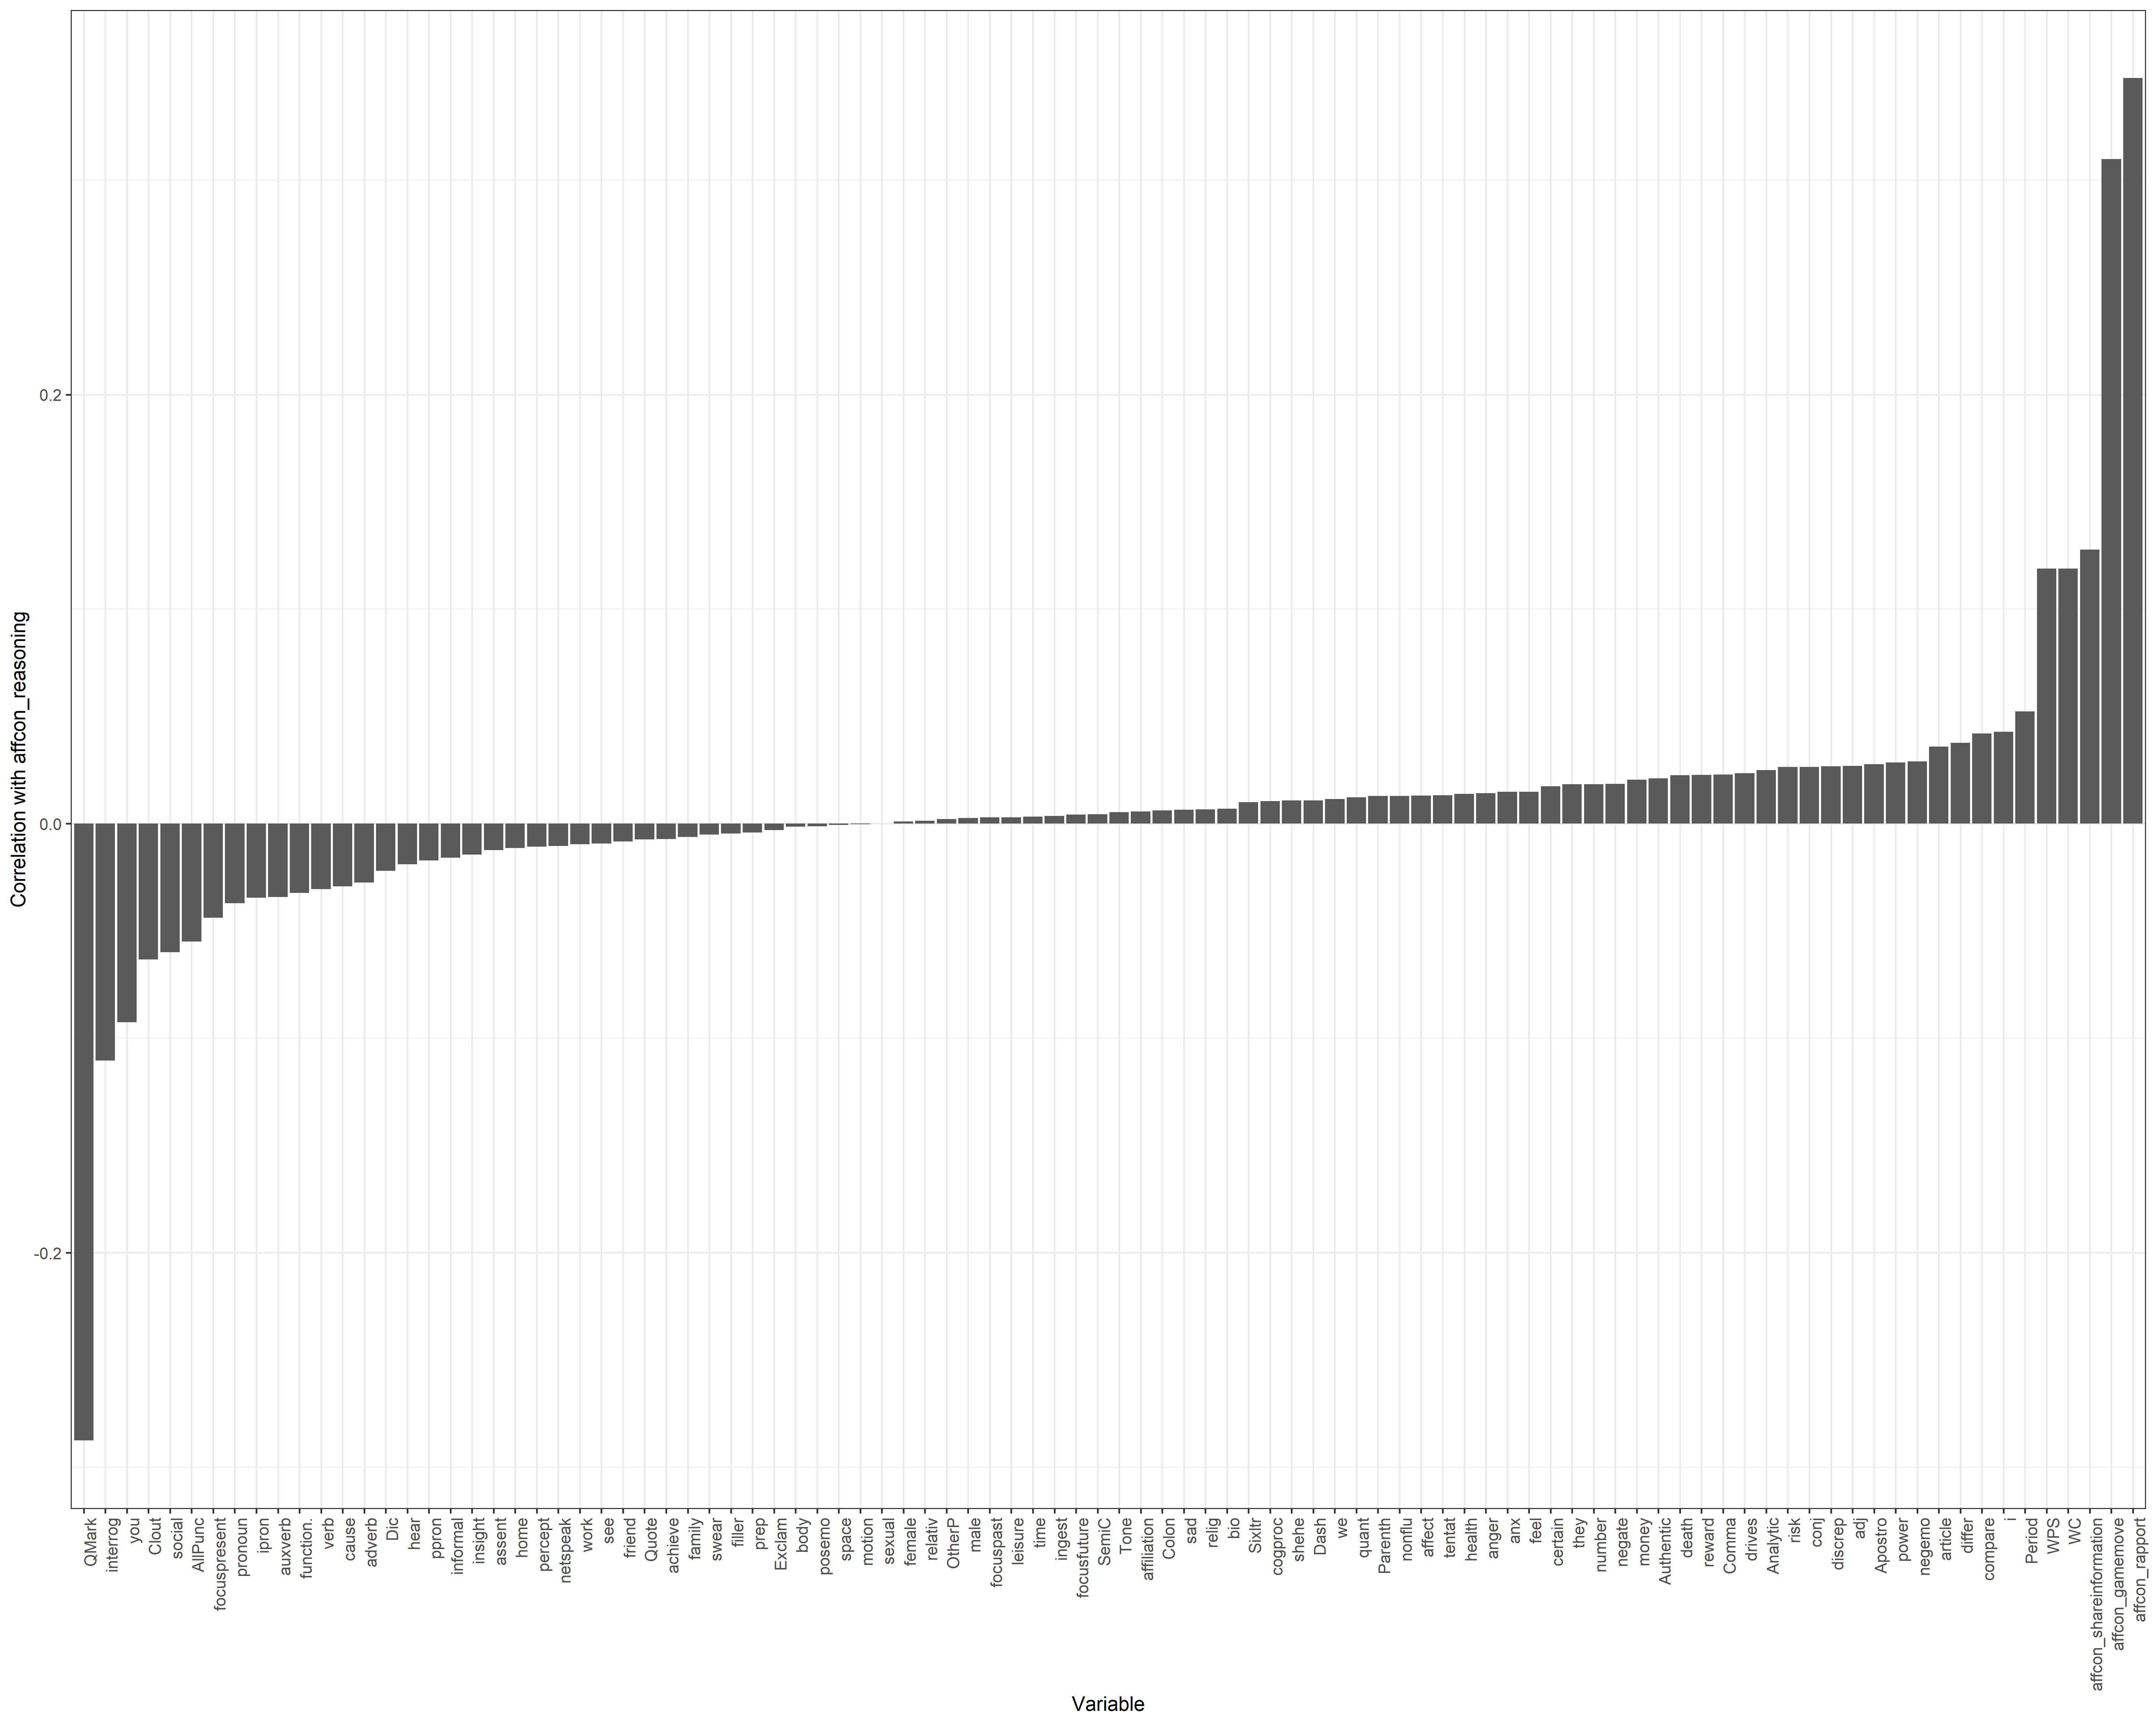 Correlation with affcon_reasoning
0.2
0.0
-0.2
QMark
interrog
you
Clout
social
AllPunc
focuspresent
pronoun
ipron
auxverb
function.
verb
cause
adverb
Dic
hear
ppron
informal
insight
assent
home
percept
netspeak
work
see
friend
Quote
achieve
family
swear
filler
prep
Exclam
body
posemo
space
motion
sexual
female
relativ
OtherP
male
focuspast
leisure
time
ingest
focusfuture
SemiC
Tone
affiliation
Colon
sad
relig
bio
Sixltr
cogproc
shehe
Dash
we
quant
Parenth
nonflu
affect
tentat
health
anger
anx
feel
certain
they
number
negate
money
Authentic
death
reward
Comma
drives
Analytic
risk
conj
discrep
adj
Apostro
power
negemo
article
differ
compare
i
Period
WPS
WC
affcon_shareinformation
affcon_gamemove
affcon_rapport
Variable